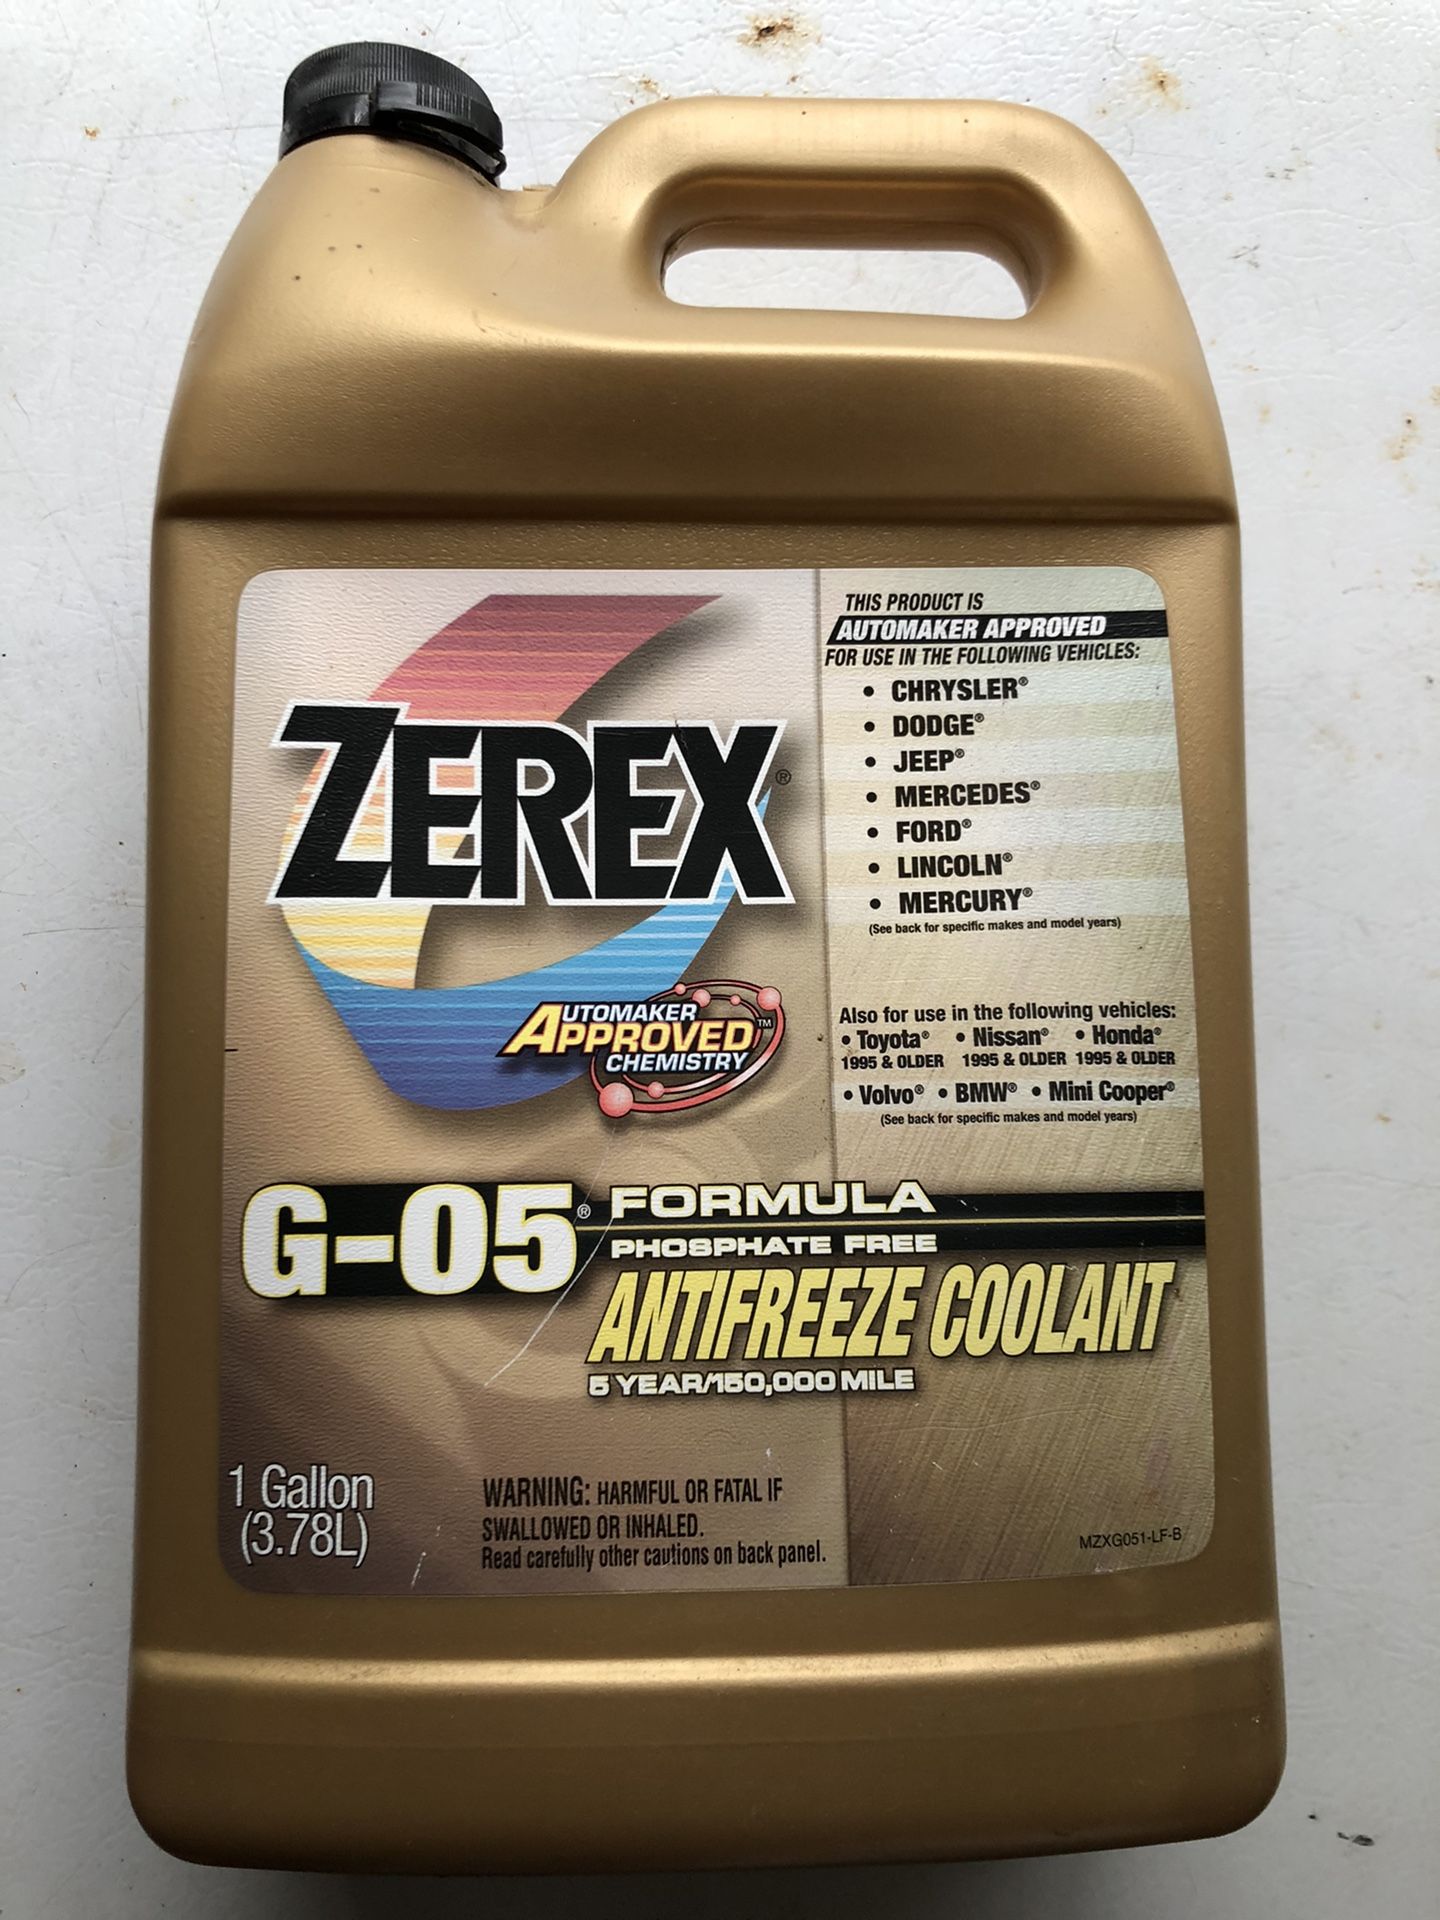 ZEREX®
AUTOMAKER
APPROVED™
CHEMISTRY
THIS PRODUCT IS
AUTOMAKER APPROVED
FOR USE IN THE FOLLOWING VEHICLES:
• CHRYSLER®
• DODGE®
• JEEP®
• MERCEDES®
• FORD®
• LINCOLN®
• MERCURY®
(See back for specific makes and model years)
Also for use in the following vehicles:
• Toyota® • Nissan® • Honda®
1995 & OLDER 1995 & OLDER 1995 & OLDER
• Volvo® • BMW® • Mini Cooper®
(See back for specific makes and model years)
G-05® FORMULA
PHOSPHATE FREE
ANTIFREEZE COOLANT
5 YEAR/150,000 MILE
1 Gallon
(3.78L)
WARNING: HARMFUL OR FATAL IF
SWALLOWED OR INHALED.
Read carefully other cautions on back panel.
MZXG051-LF-B